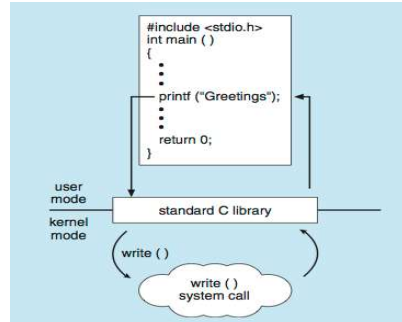 #include <stdio.h>
int main ( )
{
•
•
•
printf ("Greetings");
•
•
•
return 0;
}
user
mode
standard C library
kernel
mode
write ( )
write ( )
system call